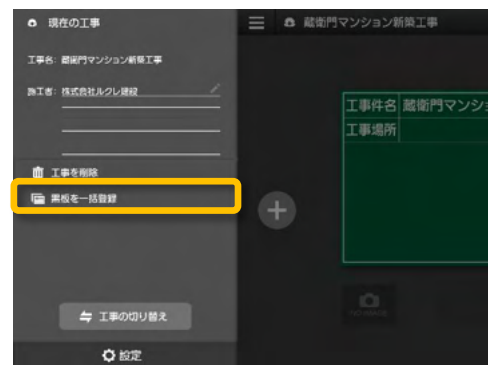 現在の工事
蔵衛門マンション新築工事
工事名: 蔵衛門マンション新築工事
施工者: 株式会社ルクレ建設
工事件名 蔵衛門マンシ
工事場所
工事を削除
黒板を一括登録
工事の切り替え
設定